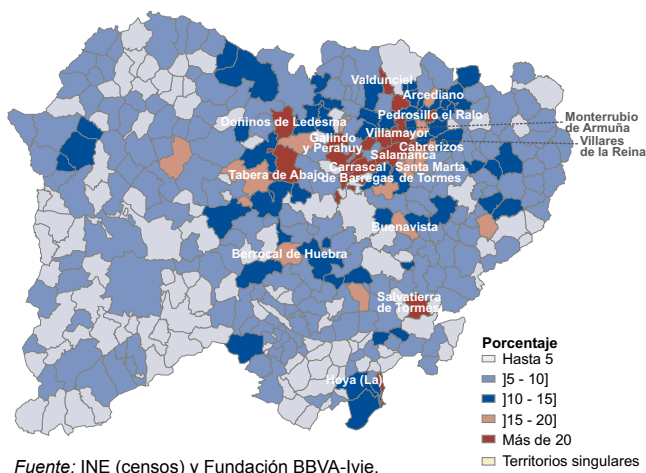 Valdunciel
Arcediano
Pedrosillo el Ralo
Monterrubio
de Armuña
Doninos de Ledesma
Villamayor
Galindo
y Perahuy
Cabrerizos
Villares
de la Reina
Salamanca
Carrascal
de Barregas
Santa Marta
de Tormes
Tabera de Abajo
Buenavista
Berrocal de Huebra
Salvatierra
de Tormes
Hoya (La)
Porcentaje
Hasta 5
]5 - 10]
]10 - 15]
]15 - 20]
Más de 20
Territorios singulares
Fuente: INE (censos) y Fundación BBVA-Ivie.